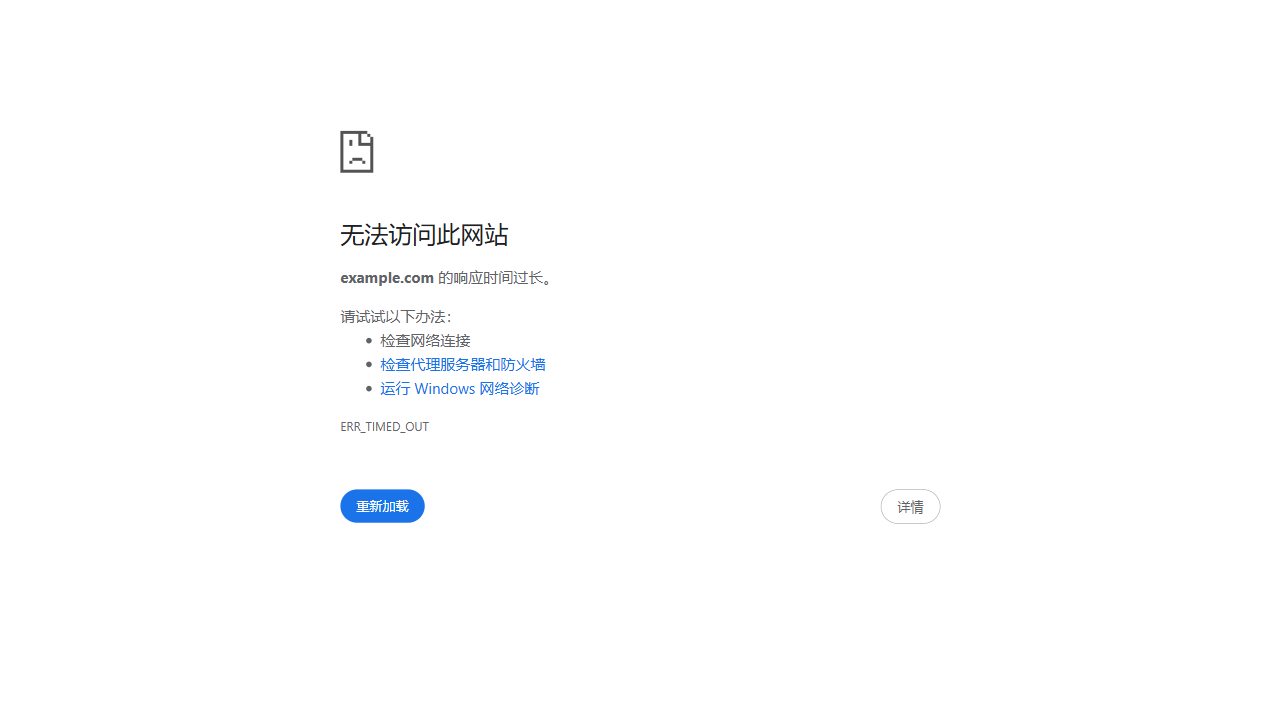 无法访问此网站
example.com 的响应时间过长。
请试试以下办法：
检查网络连接
检查代理服务器和防火墙
运行 Windows 网络诊断
ERR_TIMED_OUT
重新加载
详情